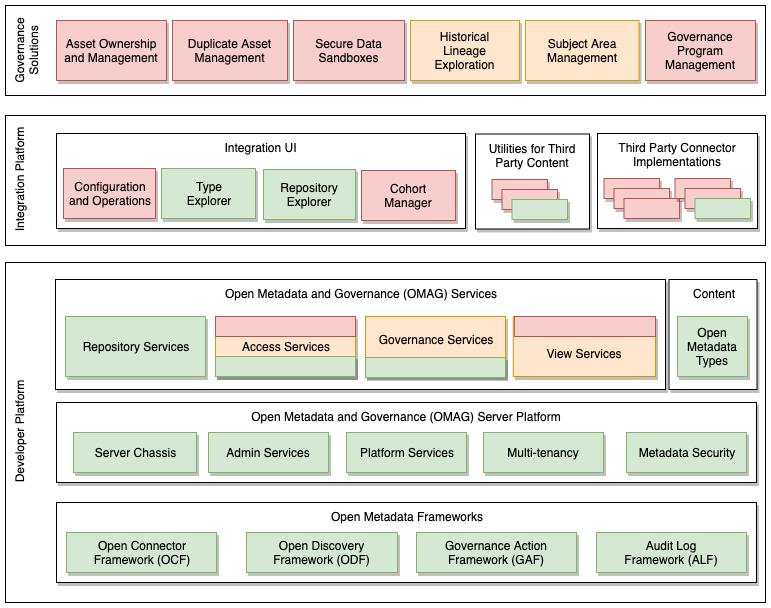 Governance
Solutions
Asset Ownership
and Management
Duplicate Asset
Management
Secure Data
Sandboxes
Historical
Lineage
Exploration
Subject Area
Management
Governance
Program
Management
Integration Platform
Integration UI
Configuration
and Operations
Type
Explorer
Repository
Explorer
Cohort
Manager
Utilities for Third
Party Content
Third Party Connector
Implementations
Developer Platform
Open Metadata and Governance (OMAG) Services
Repository Services
Access Services
Governance Services
View Services
Content
Open
Metadata
Types
Open Metadata and Governance (OMAG) Server Platform
Server Chassis
Admin Services
Platform Services
Multi-tenancy
Metadata Security
Open Metadata Frameworks
Open Connector
Framework (OCF)
Open Discovery
Framework (ODF)
Governance Action
Framework (GAF)
Audit Log
Framework (ALF)